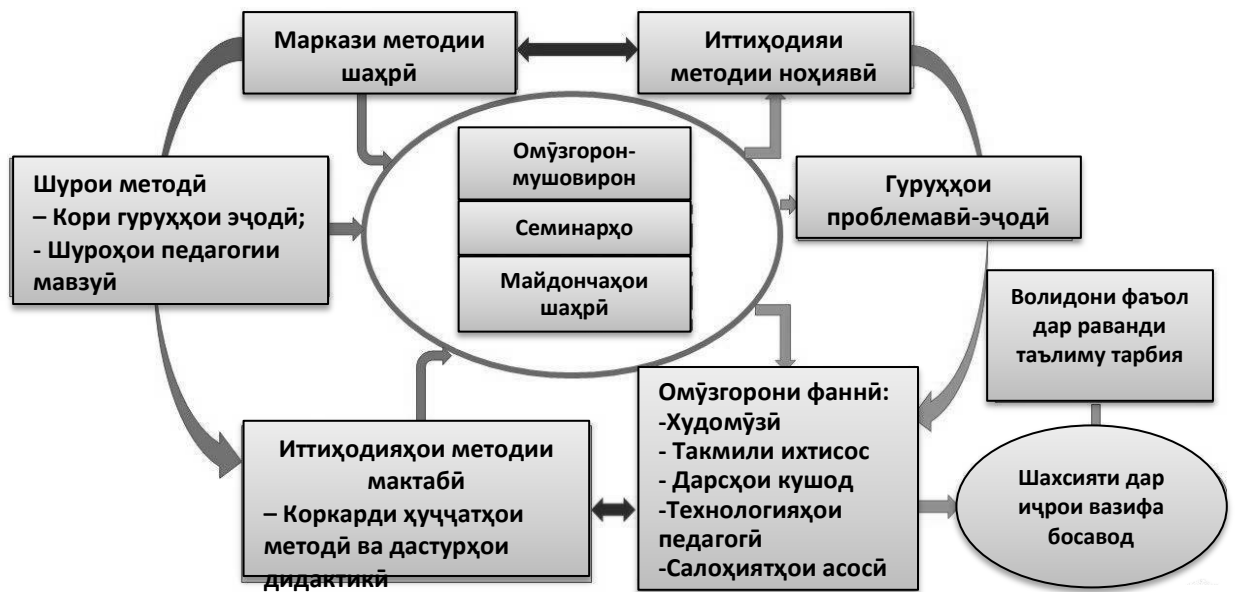 Маркази методии
шаҳрӣ
Иттиҳодияи
методии ноҳиявӣ
Омӯзгорон-
мушовирон
Семинарҳо
Майдончаҳои
шаҳрӣ
Шурои методӣ
– Кори гуруҳҳои эҷодӣ;
- Шуроҳои педагогии
мавзуӣ
Гуруҳҳои
проблемавӣ-эҷодӣ
Волидони фаъол
дар раванди
таълиму тарбия
Иттиҳодияҳои методии
мактабӣ
– Коркарди ҳуҷҷатҳои
методӣ ва дастурҳои
дидактикӣ
Омӯзгорони фаннӣ:
-Худомӯзӣ
- Такмили ихтисос
- Дарсҳои кушод
-Технологияҳои
педагогӣ
-Салоҳиятҳои асосӣ
Шахсияти дар
иҷрои вазифа
босавод